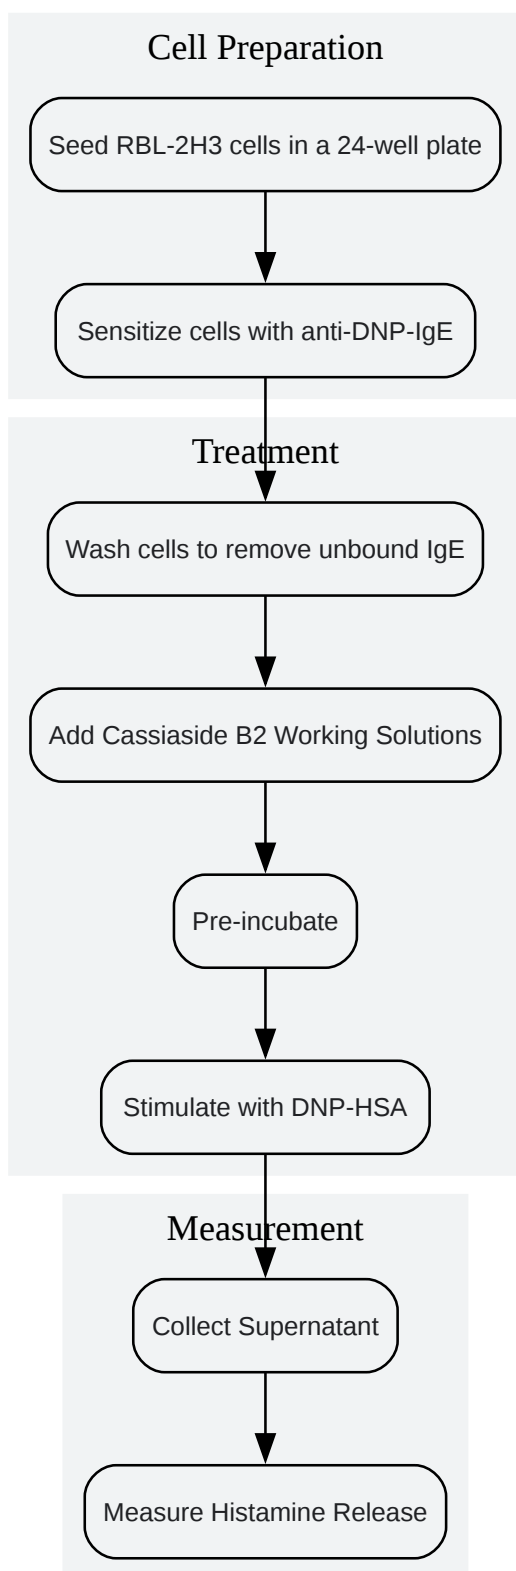 Cell Preparation
Seed RBL-2H3 cells in a 24-well plate
Sensitize cells with anti-DNP-IgE
Treatment
Wash cells to remove unbound IgE
Add Cassiaside B2 Working Solutions
Pre-incubate
Stimulate with DNP-HSA
Measurement
Collect Supernatant
Measure Histamine Release